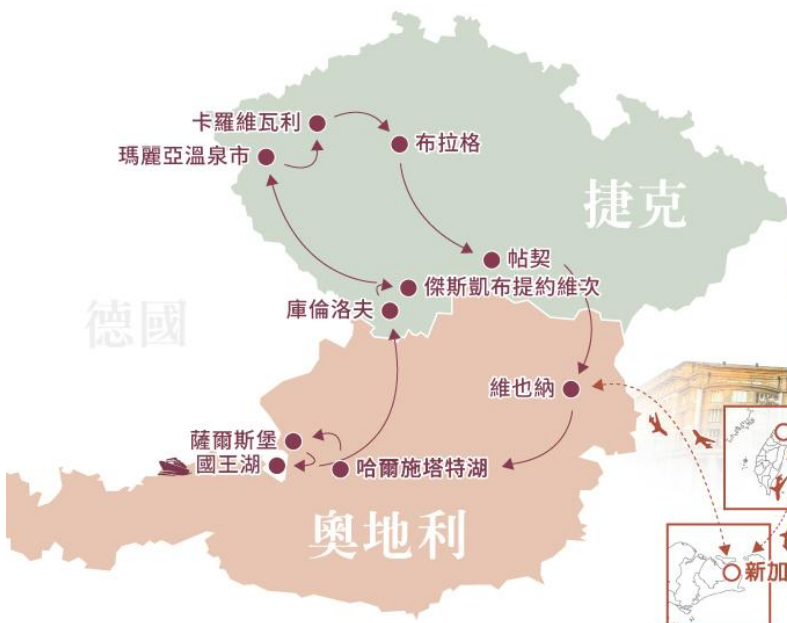 卡羅維瓦利
瑪麗亞溫泉市
布拉格
捷克
帖契
傑斯凱布提約維次
庫倫洛夫
德國
維也納
薩爾斯堡
國王湖
哈爾施塔特湖
奧地利
新加